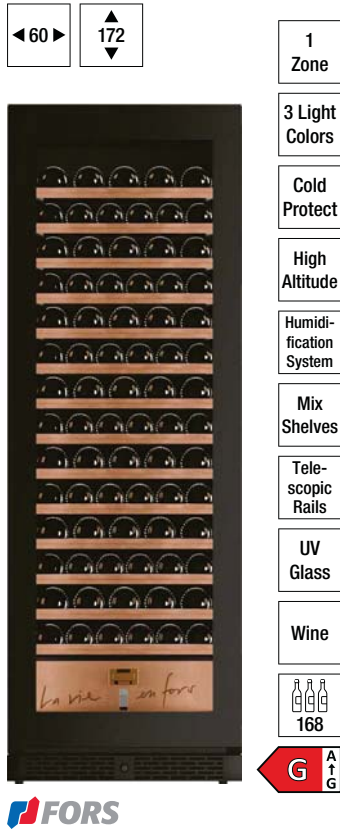 60
172
1
Zone
3 Light
Colors
Cold
Protect
High
Altitude
Humidi-
fication
System
Mix
Shelves
Tele-
scopic
Rails
UV
Glass
Wine
168
G
A
↑
G
La vie en fors
FORS